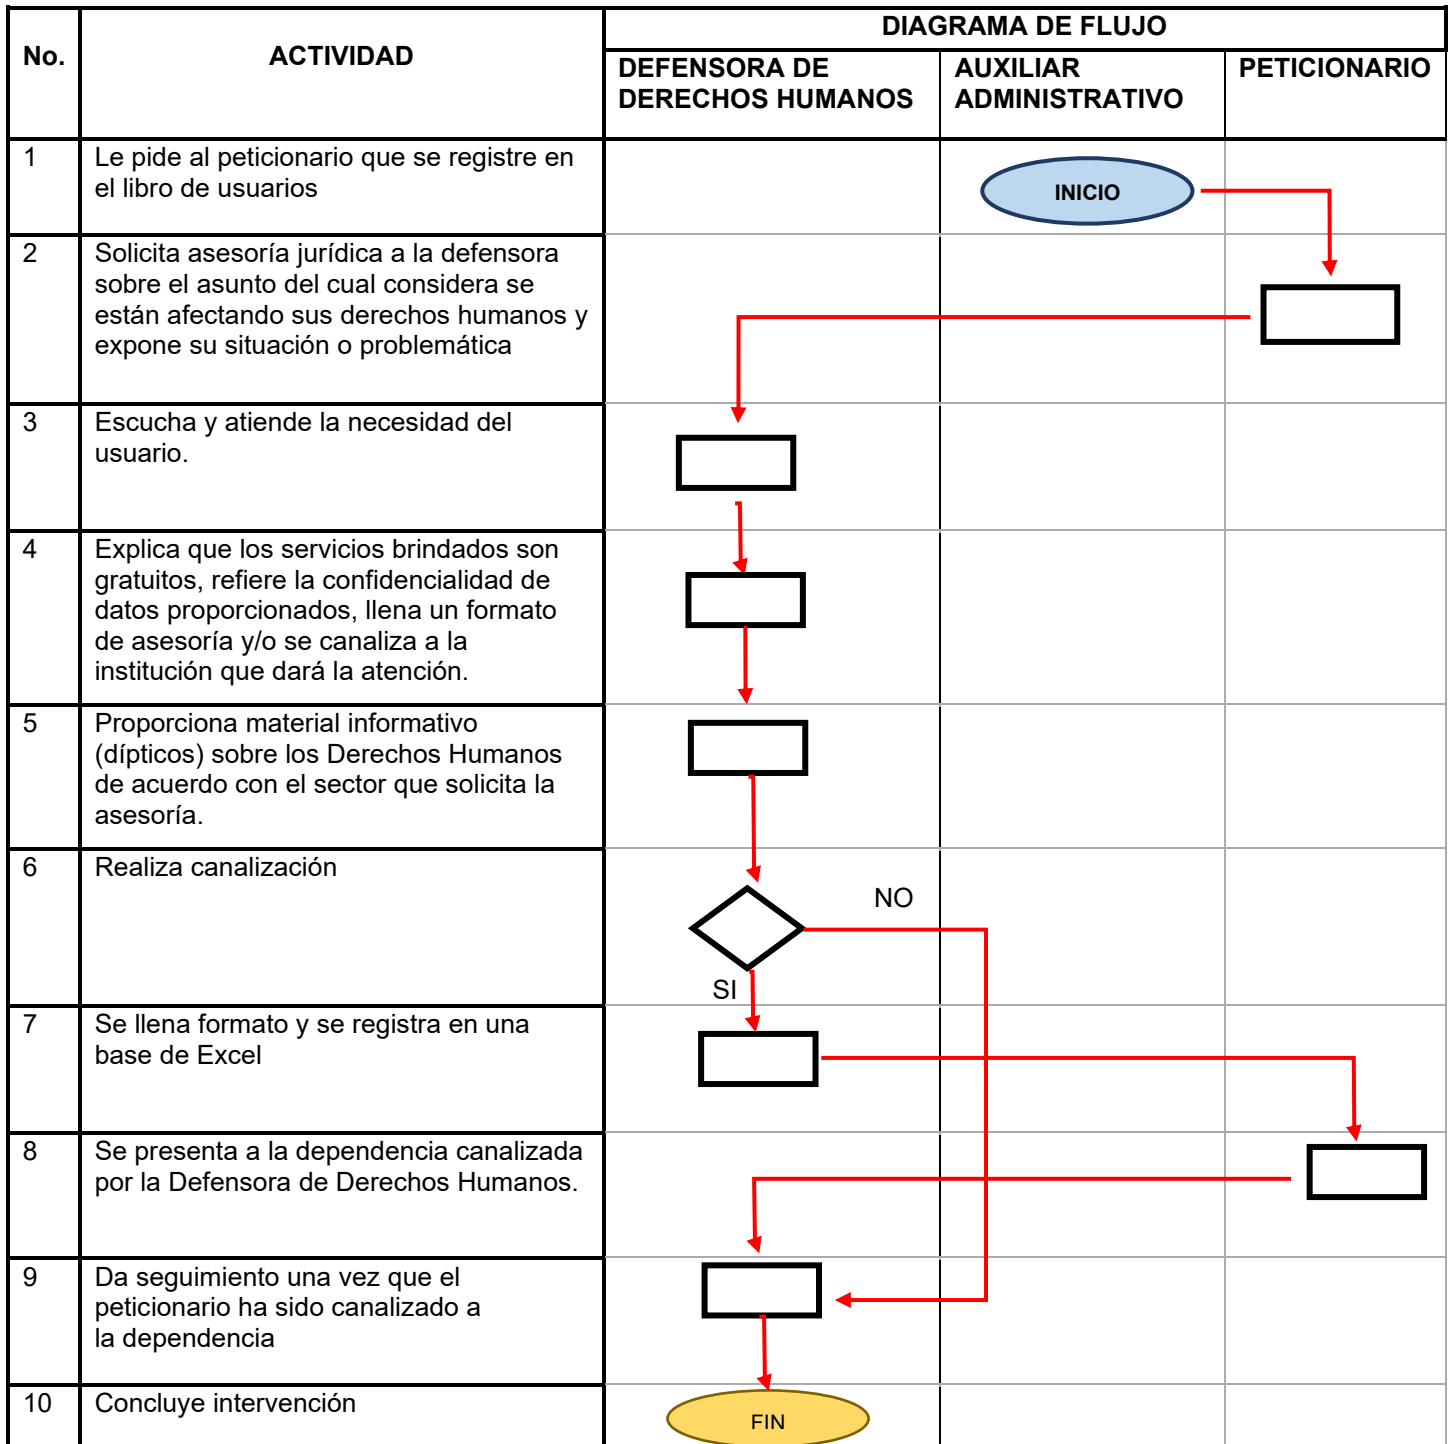 No.
ACTIVIDAD
DIAGRAMA DE FLUJO
DEFENSORA DE
DERECHOS HUMANOS
AUXILIAR
ADMINISTRATIVO
PETICIONARIO
1
Le pide al peticionario que se registre en
el libro de usuarios
INICIO
2
Solicita asesoría jurídica a la defensora
sobre el asunto del cual considera se
están afectando sus derechos humanos y
expone su situación o problemática
3
Escucha y atiende la necesidad del
usuario.
4
Explica que los servicios brindados son
gratuitos, refiere la confidencialidad de
datos proporcionados, llena un formato
de asesoría y/o se canaliza a la
institución que dará la atención.
5
Proporciona material informativo
(dípticos) sobre los Derechos Humanos
de acuerdo con el sector que solicita la
asesoría.
6
Realiza canalización
NO
SI
7
Se llena formato y se registra en una
base de Excel
8
Se presenta a la dependencia canalizada
por la Defensora de Derechos Humanos.
9
Da seguimiento una vez que el
peticionario ha sido canalizado a
la dependencia
10
Concluye intervención
FIN